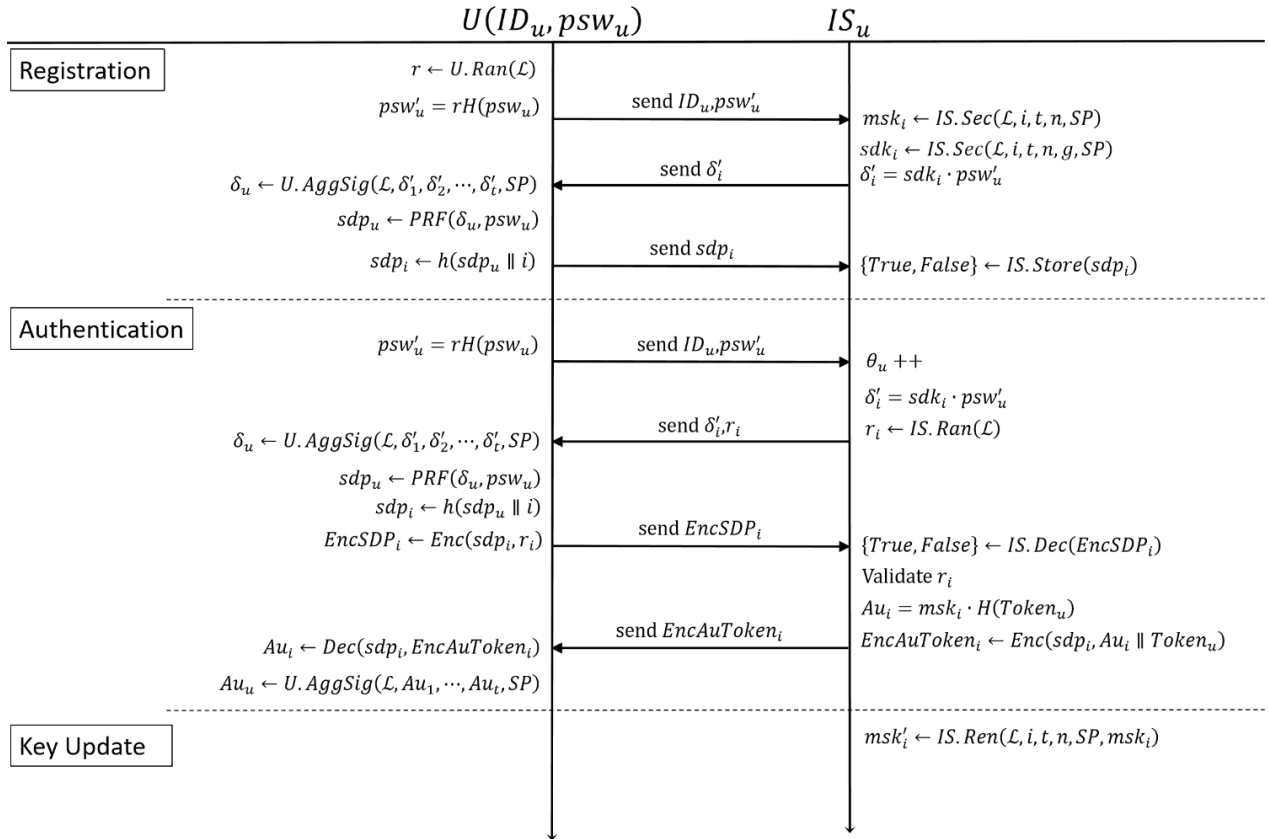 U(ID_u, psw_u) IS_u
Registration
r ← U.Ran(ℒ)
psw′_u = rH(psw_u)
send ID_u,psw′_u
msk_i ← IS.Sec(ℒ, i, t, n, SP)
sdk_i ← IS.Sec(ℒ, i, t, n, g, SP)
send δ′_i
δ′_i = sdk_i · psw′_u
δ_u ← U.AggSig(ℒ, δ′_1, δ′_2, ⋯, δ′_t, SP)
sdp_u ← PRF(δ_u, psw_u)
sdp_i ← h(sdp_u ∥ i)
send sdp_i
{True, False} ← IS.Store(sdp_i)
Authentication
psw′_u = rH(psw_u)
send ID_u,psw′_u
θ_u ++
δ′_i = sdk_i · psw′_u
r_i ← IS.Ran(ℒ)
send δ′_i,r_i
δ_u ← U.AggSig(ℒ, δ′_1, δ′_2, ⋯, δ′_t, SP)
sdp_u ← PRF(δ_u, psw_u)
sdp_i ← h(sdp_u ∥ i)
EncSDP_i ← Enc(sdp_i, r_i)
send EncSDP_i
{True, False} ← IS.Dec(EncSDP_i)
Validate r_i
Au_i = msk_i · H(Token_u)
EncAuToken_i ← Enc(sdp_i, Au_i ∥ Token_u)
send EncAuToken_i
Au_i ← Dec(sdp_i, EncAuToken_i)
Au_u ← U.AggSig(ℒ, Au_1, ⋯, Au_t, SP)
Key Update
msk′_i ← IS.Ren(ℒ, i, t, n, SP, msk_i)